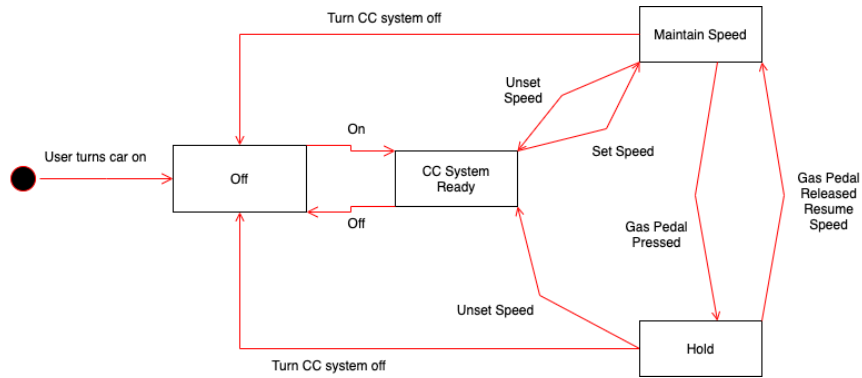 Turn CC system off
Maintain Speed
Unset
Speed
On
Set Speed
User turns car on
Off
CC System
Ready
Gas Pedal
Released
Resume
Speed
Off
Gas Pedal
Pressed
Unset Speed
Hold
Turn CC system off